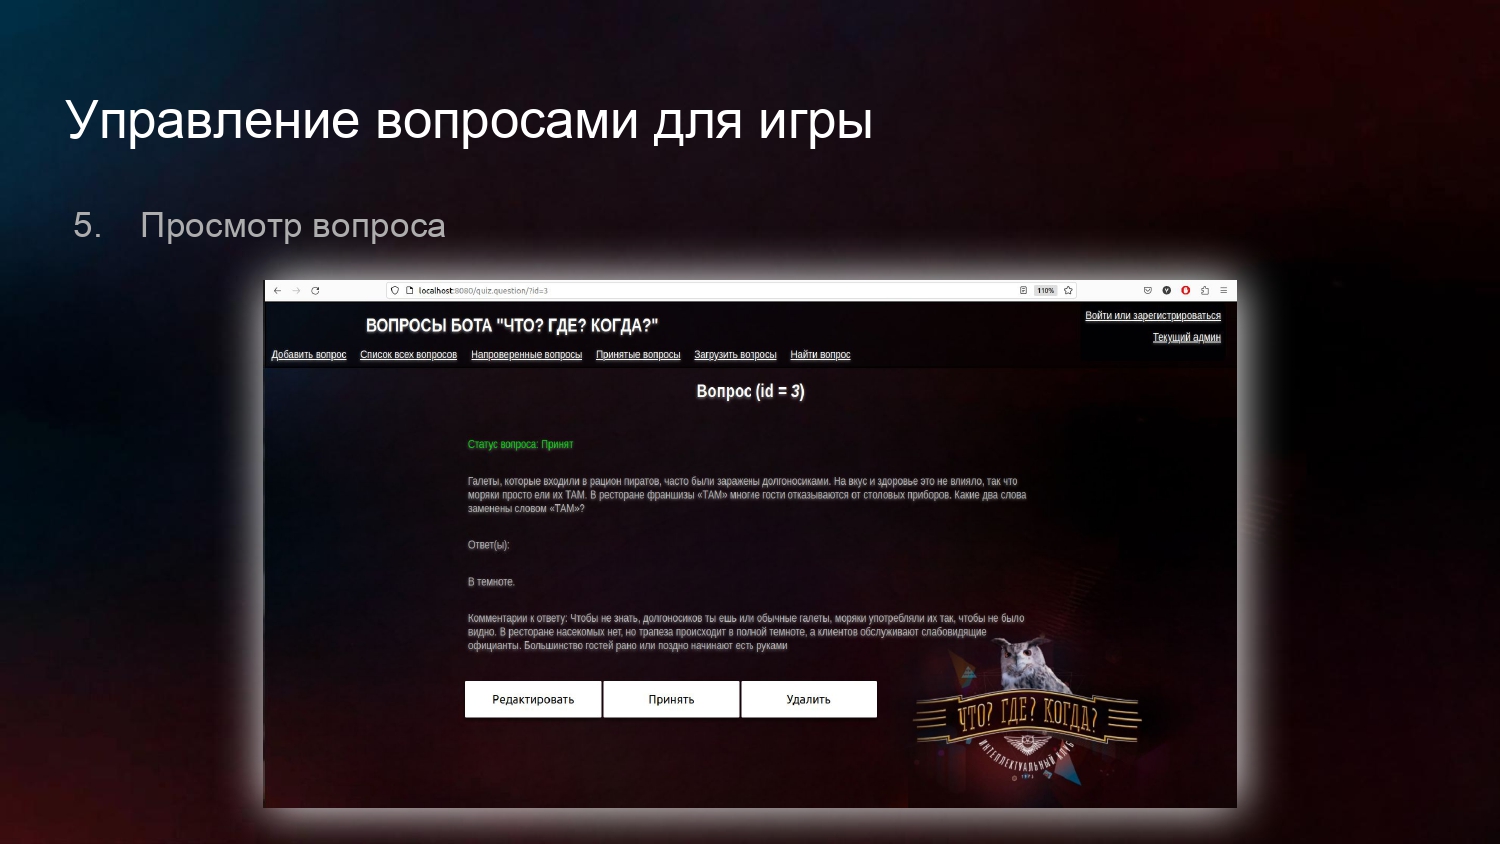 Управление вопросами для игры
5. Просмотр вопроса
localhost:8080/quiz.question/?id=3
110%
ВОПРОСЫ БОТА "ЧТО? ГДЕ? КОГДА?"
Войти или зарегистрироваться
Текущий админ
Добавить вопрос Список всех вопросов Напроверенные вопросы Принятые вопросы Загрузить вопросы Найти вопрос
Вопрос (id = 3)
Статус вопроса: Принят
Галеты, которые входили в рацион пиратов, часто были заражены долгоносиками. На вкус и здоровье это не влияло, так что
моряки просто ели их ТАМ. В ресторане франшизы «ТАМ» многие гости отказываются от столовых приборов. Какие два слова
заменены словом «ТАМ»?
Ответ(ы):
В темноте.
Комментарии к ответу: Чтобы не знать, долгоносиков ты ешь или обычные галеты, моряки употребляли их так, чтобы не было
видно. В ресторане насекомых нет, но трапеза происходит в полной темноте, а клиентов обслуживают слабовидящие
официанты. Большинство гостей рано или поздно начинают есть руками
Редактировать Принять Удалить
ЧТО? ГДЕ? КОГДА?
ИНТЕЛЛЕКТУАЛЬНЫЙ КЛУБ